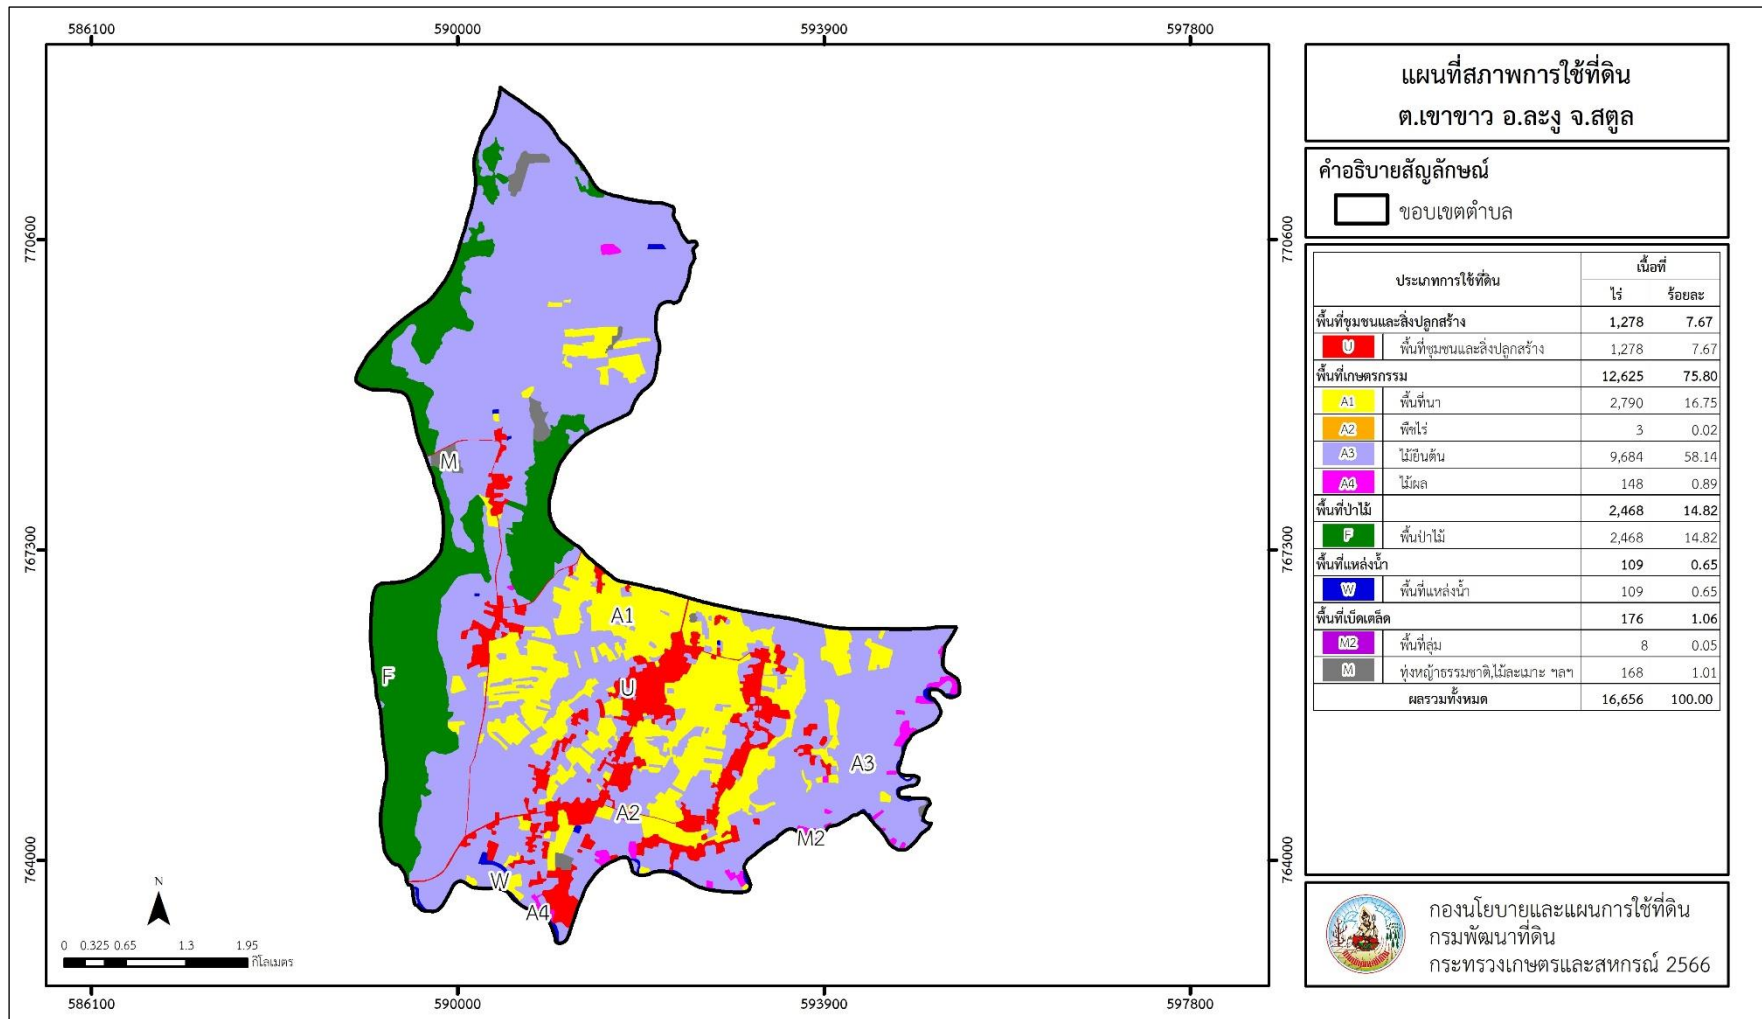 586100 590000 593900 597800
แผนที่สภาพการใช้ที่ดิน
ต.เขาขาว อ.ละงู จ.สตูล
คำอธิบายสัญลักษณ์
ขอบเขตตำบล
ประเภทการใช้ที่ดิน เนื้อที่
ไร่ ร้อยละ
พื้นที่ชุมชนและสิ่งปลูกสร้าง 1,278 7.67
U พื้นที่ชุมชนและสิ่งปลูกสร้าง 1,278 7.67
พื้นที่เกษตรกรรม 12,625 75.80
A1 พื้นที่นา 2,790 16.75
A2 พืชไร่ 3 0.02
A3 ไม้ยืนต้น 9,684 58.14
A4 ไม้ผล 148 0.89
พื้นที่ป่าไม้ 2,468 14.82
F พื้นป่าไม้ 2,468 14.82
พื้นที่แหล่งน้ำ 109 0.65
W พื้นที่แหล่งน้ำ 109 0.65
พื้นที่เบ็ดเตล็ด 176 1.06
M2 พื้นที่ลุ่ม 8 0.05
M ทุ่งหญ้าธรรมชาติ,ไม้ละเมาะ ฯลฯ 168 1.01
ผลรวมทั้งหมด 16,656 100.00
กองนโยบายและแผนการใช้ที่ดิน
กรมพัฒนาที่ดิน
กระทรวงเกษตรและสหกรณ์ 2566
770600 770600
767300 767300
764000 764000
M
A1
F
U
A3
A2
M2
W
A4
N
0 0.325 0.65 1.3 1.95
กิโลเมตร
586100 590000 593900 597800